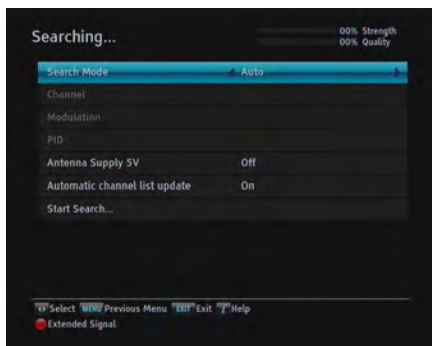 Searching...
00% Strength
00% Quality
Search Mode Auto
Channel
Modulation
PID
Antenna Supply 5V Off
Automatic channel list update On
Start Search...
Select MENU Previous Menu EXIT Exit Help
Extended Signal